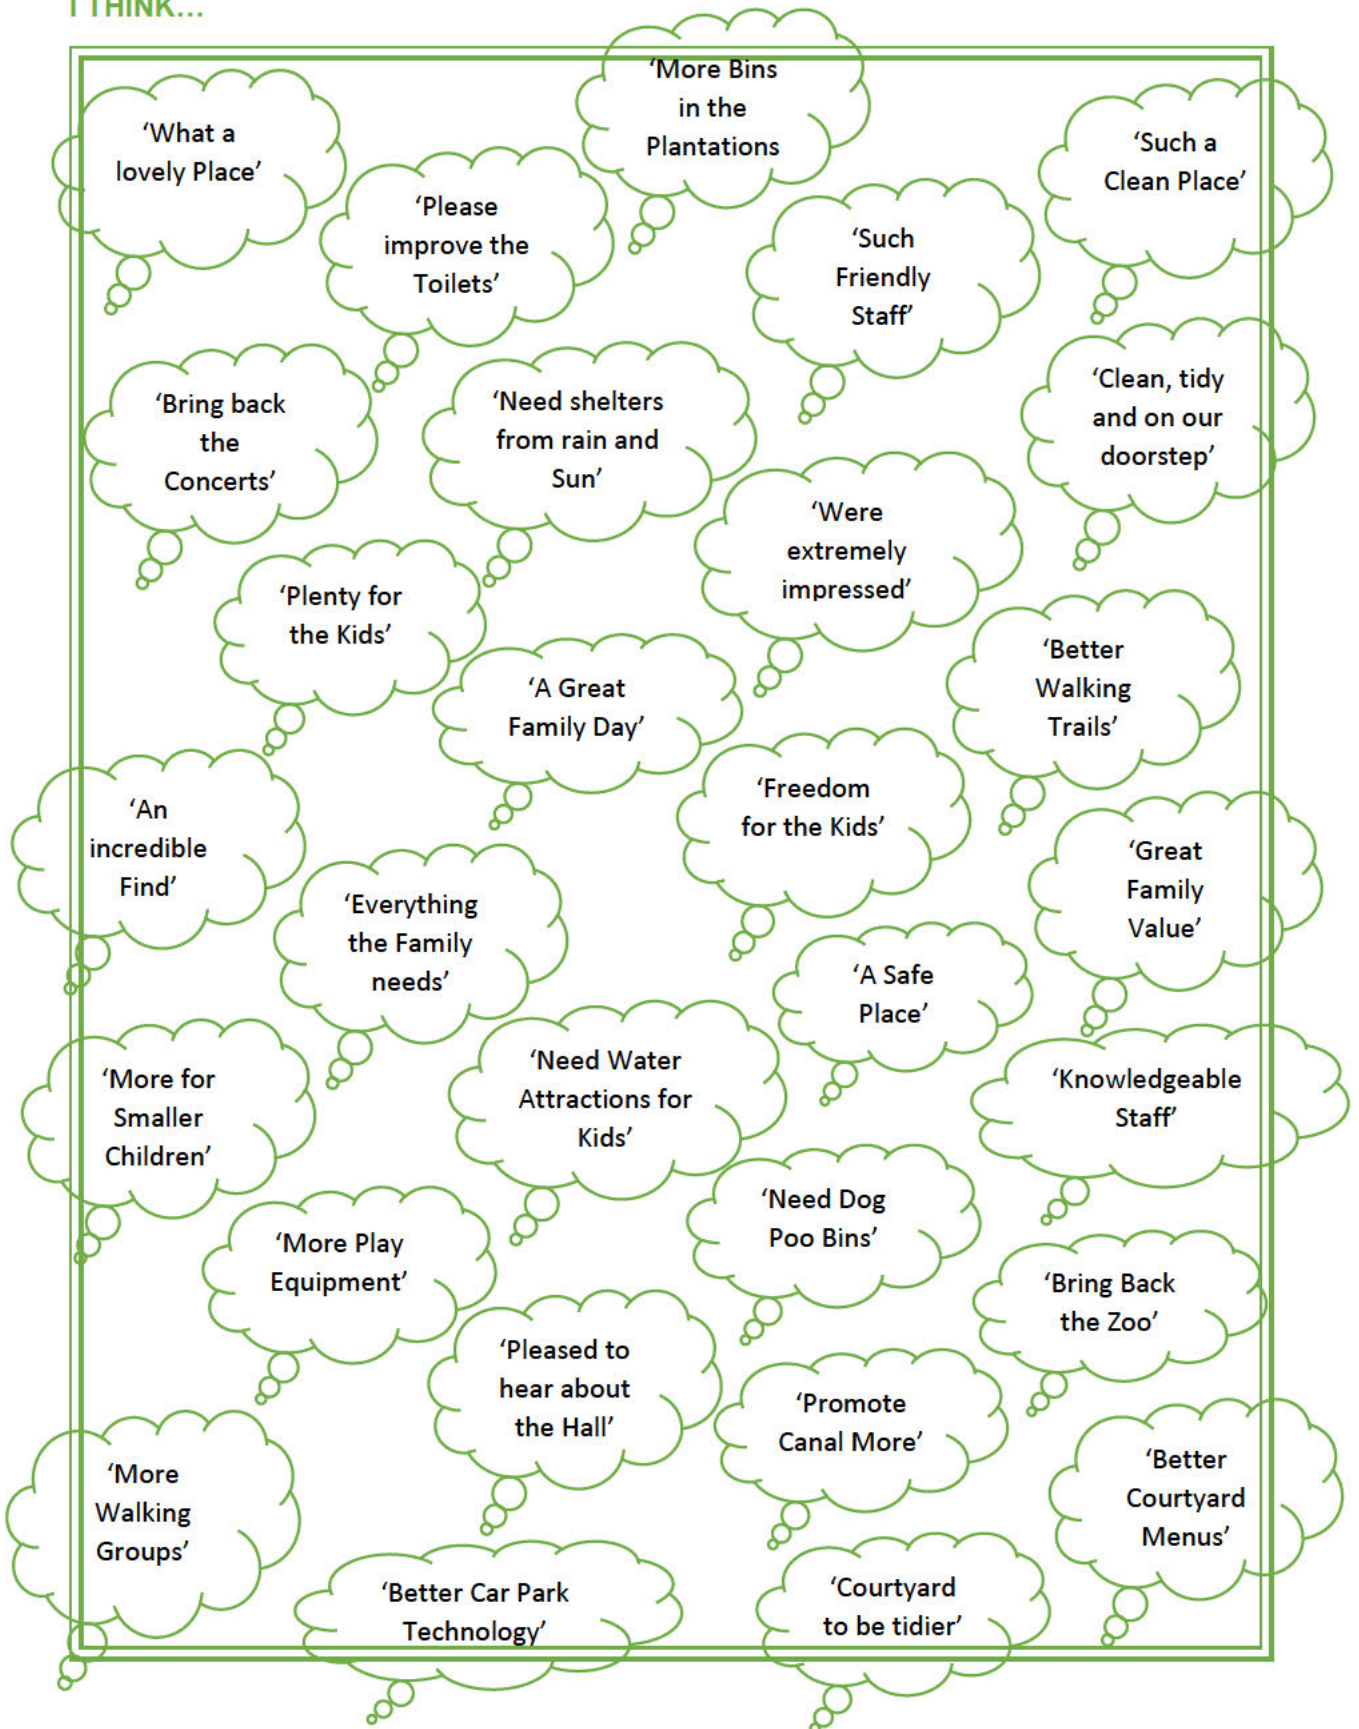 I THINK…
‘More Bins
in the
Plantations
‘What a
lovely Place’
‘Such a
Clean Place’
‘Please
improve the
Toilets’
‘Such
Friendly
Staff’
‘Clean, tidy
and on our
doorstep’
‘Bring back
the
Concerts’
‘Need shelters
from rain and
Sun’
‘Were
extremely
impressed’
‘Plenty for
the Kids’
‘Better
Walking
Trails’
‘A Great
Family Day’
‘Freedom
for the Kids’
‘An
incredible
Find’
‘Great
Family
Value’
‘Everything
the Family
needs’
‘A Safe
Place’
‘Need Water
Attractions for
Kids’
‘More for
Smaller
Children’
‘Knowledgeable
Staff’
‘Need Dog
Poo Bins’
‘More Play
Equipment’
‘Bring Back
the Zoo’
‘Pleased to
hear about
the Hall’
‘Promote
Canal More’
‘Better
Courtyard
Menus’
‘More
Walking
Groups’
‘Better Car Park
Technology’
‘Courtyard
to be tidier’